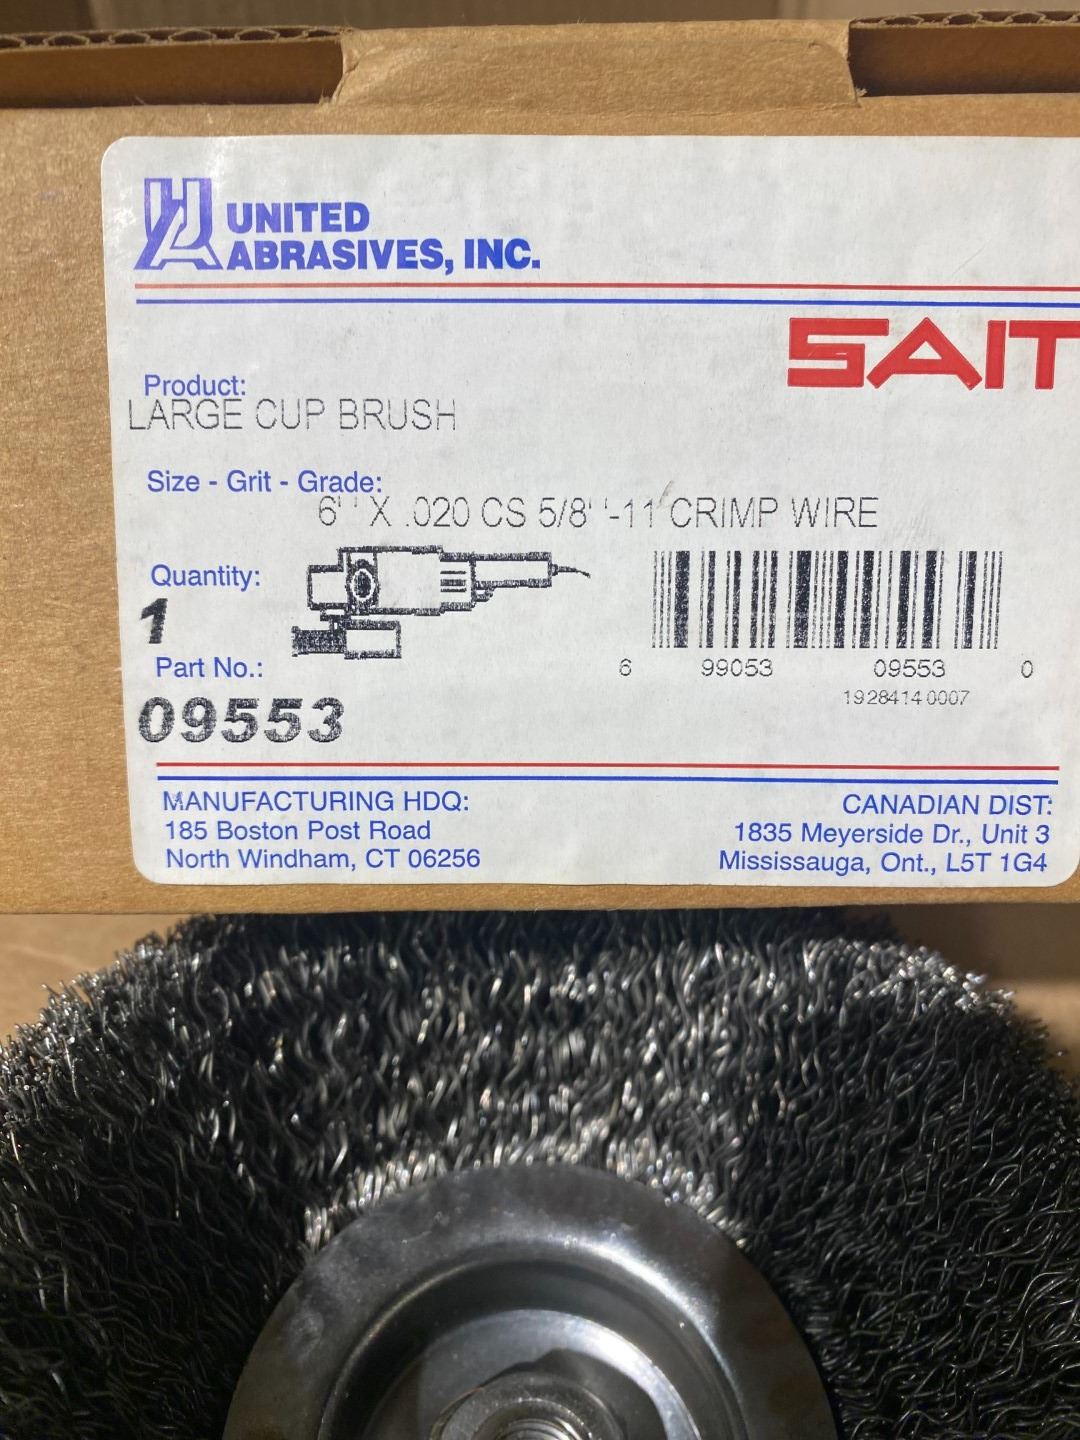 UNITED
ABRASIVES, INC.
SAIT
Product:
LARGE CUP BRUSH
Size - Grit - Grade:
6'' X .020 CS 5/8''-11 CRIMP WIRE
Quantity:
1
Part No.:
09553
6 99053 09553 0
19284140007
MANUFACTURING HDQ:
185 Boston Post Road
North Windham, CT 06256
CANADIAN DIST:
1835 Meyerside Dr., Unit 3
Mississauga, Ont., L5T 1G4